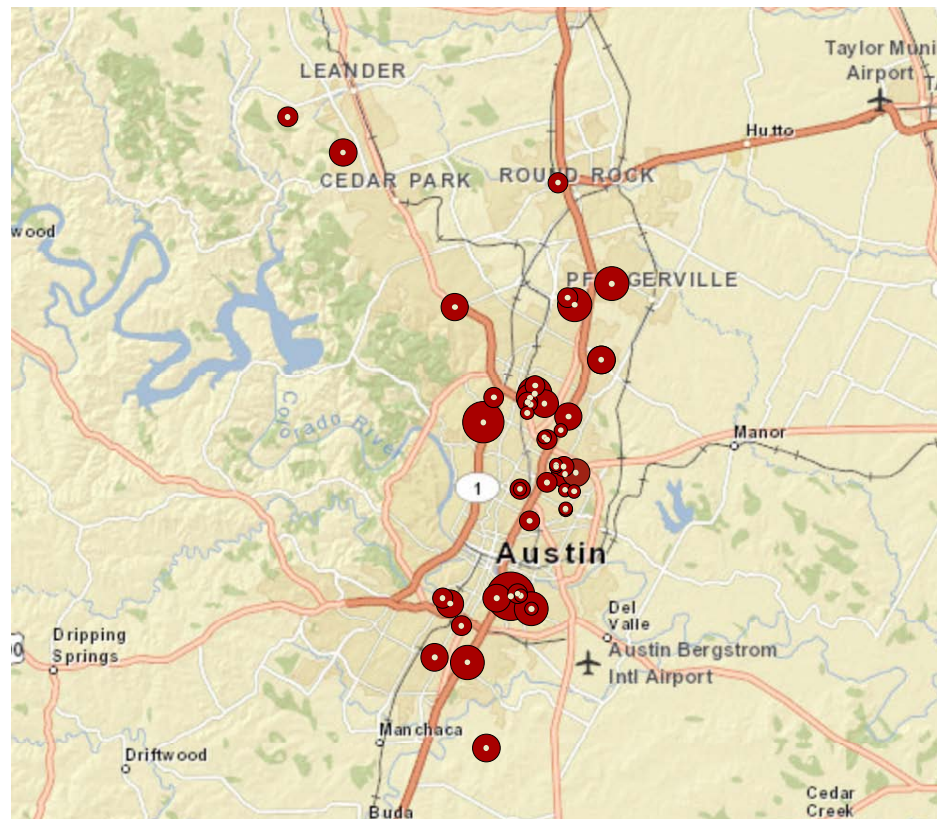 Taylor Muni
Airport
LEANDER
Hutto
CEDAR PARK
ROUND ROCK
wood
PF GERVILLE
Colorado River
Manor
1
Austin
Del
Valle
Dripping
Springs
Austin Bergstrom
Intl Airport
Manchaca
Driftwood
Cedar
Creek
Buda